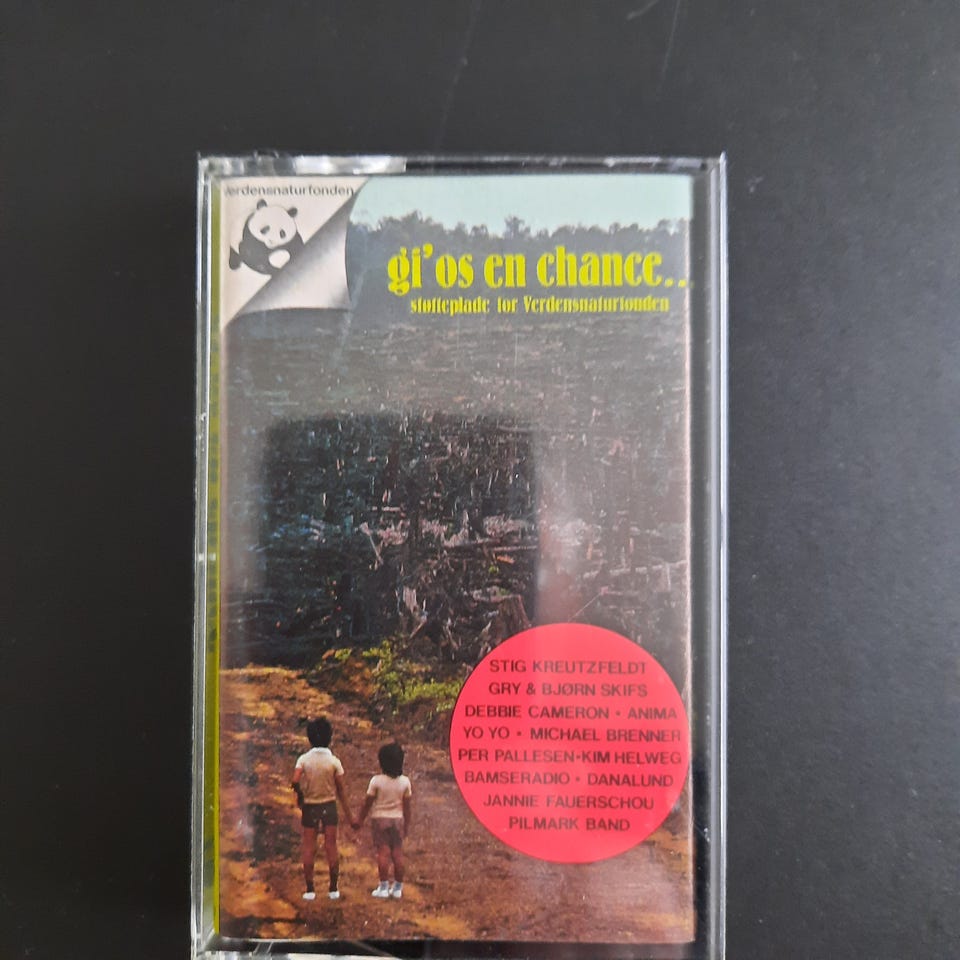 Verdensnaturfonden
gi' os en chance...
støtteplade for Verdensnaturfonden
STIG KREUTZFELDT
GRY & BJØRN SKIFS
DEBBIE CAMERON • ANIMA
YO YO • MICHAEL BRENNER
PER PALLESEN • KIM HELWEG
BAMSERADIO • DANALUND
JANNIE FAUERSCHOU
PILMARK BAND